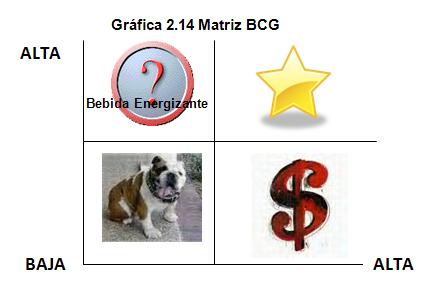 Gráfica 2.14 Matriz BCG
ALTA
?
Bebida Energizante
$
BAJA
ALTA